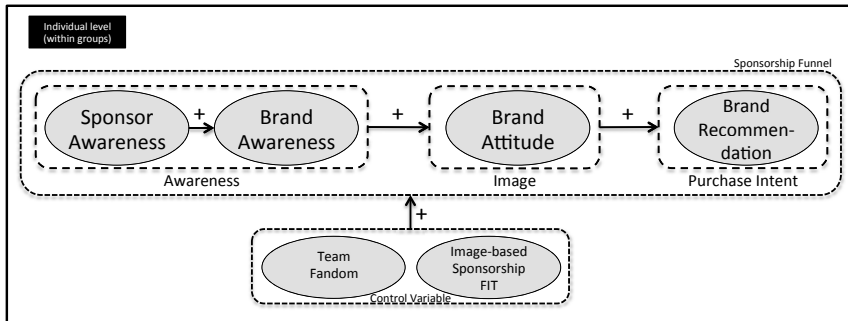 Individual level
(within groups)
Sponsorship Funnel
Sponsor
Awareness
+
Brand
Awareness
+
Brand
Attitude
+
Brand
Recommen-
dation
Awareness
Image
Purchase Intent
+
Team
Fandom
Image-based
Sponsorship
FIT
Control Variable